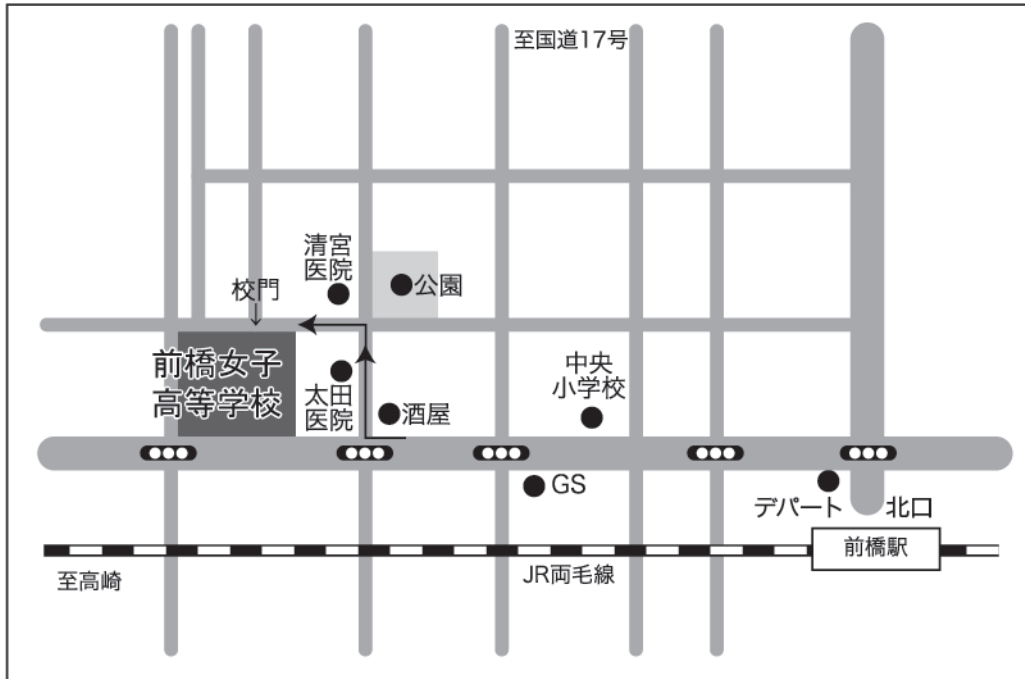 至国道17号
清宮
医院
公園
校門
↓
前橋女子
高等学校
太田
医院
酒屋
中央
小学校
GS
デパート
北口
前橋駅
至高崎
JR両毛線